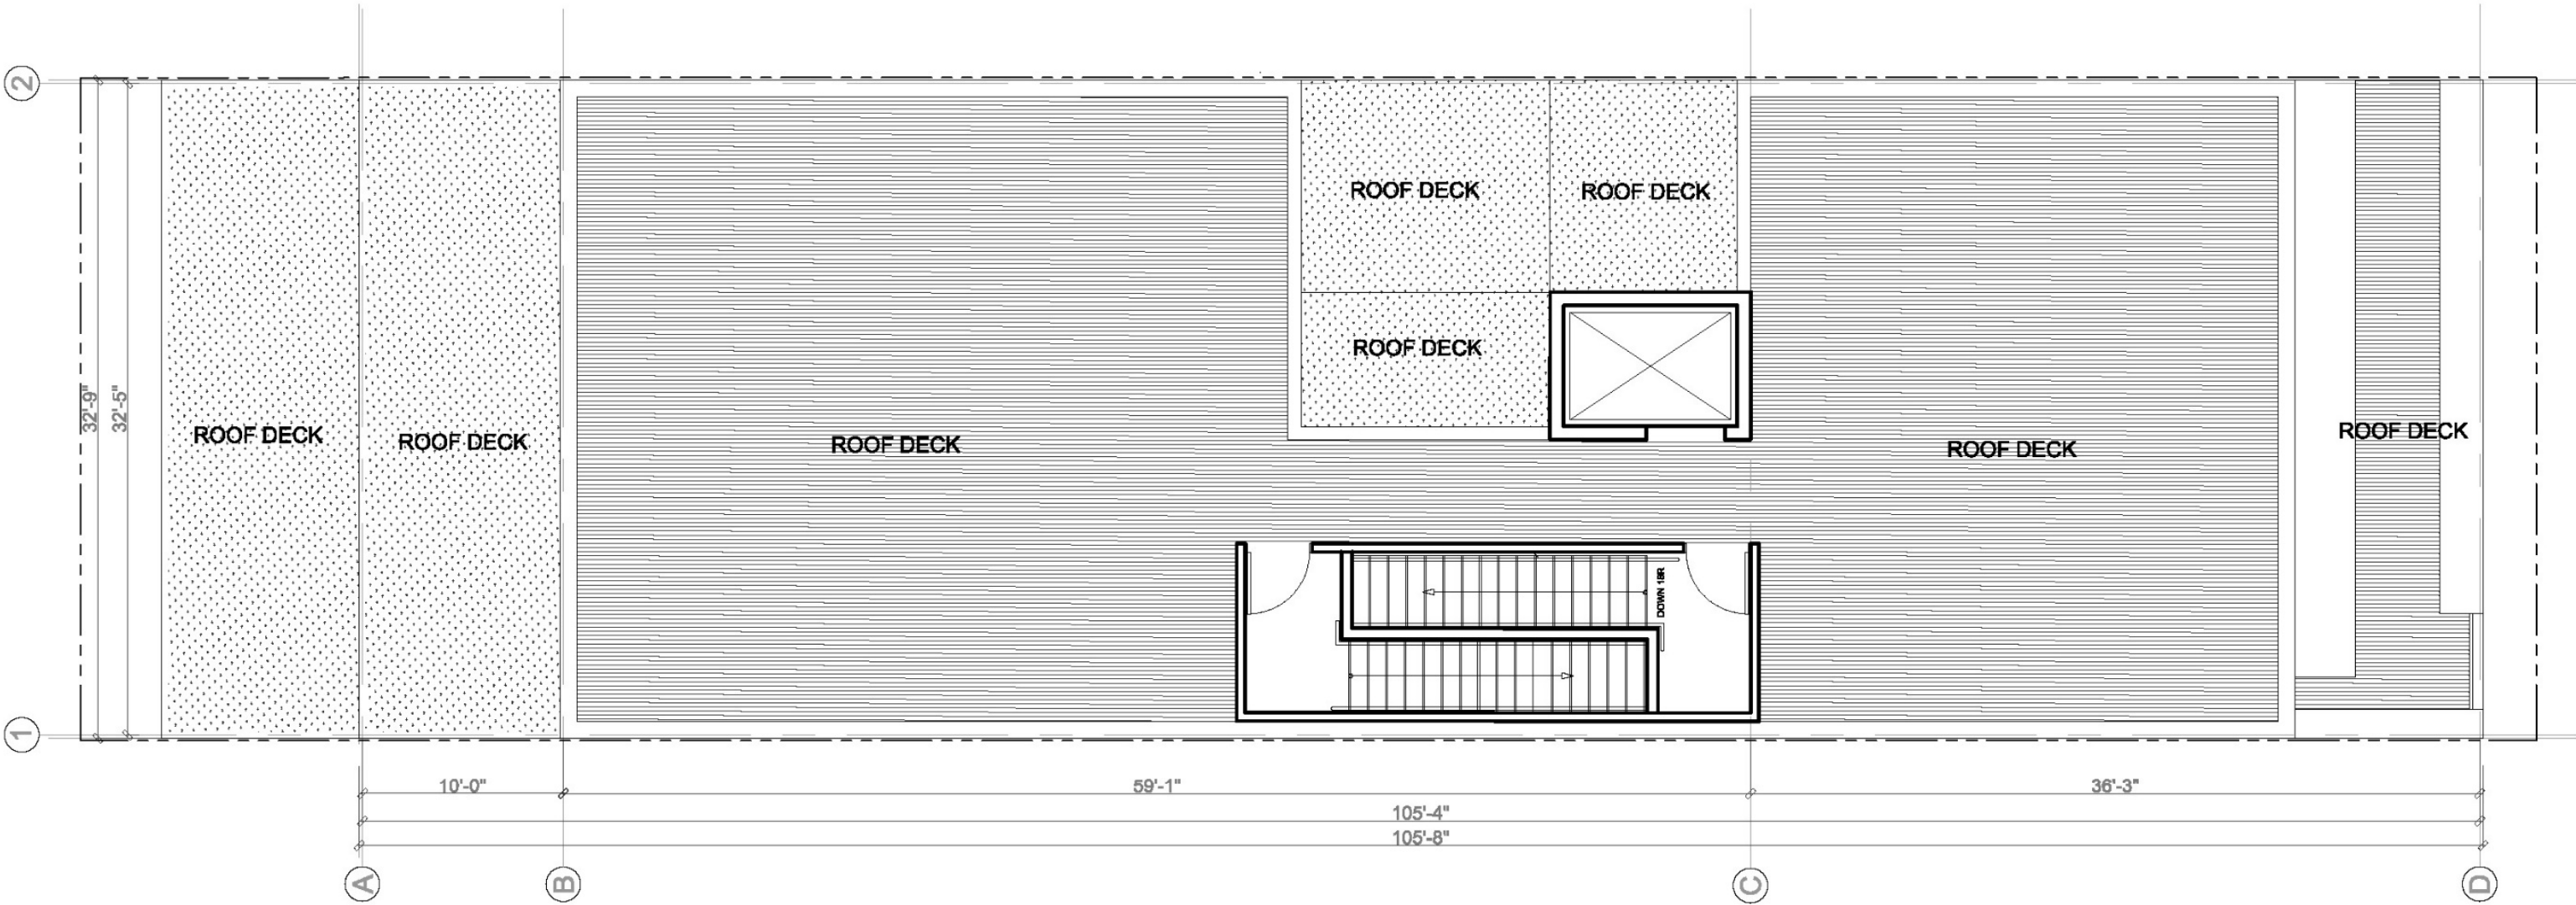 2
ROOF DECK
ROOF DECK
ROOF DECK
32'-9"
32'-5"
ROOF DECK
ROOF DECK
ROOF DECK
ROOF DECK
ROOF DECK
DOWN 18R
1
10'-0"
59'-1"
36'-3"
105'-4"
105'-8"
A
B
C
D